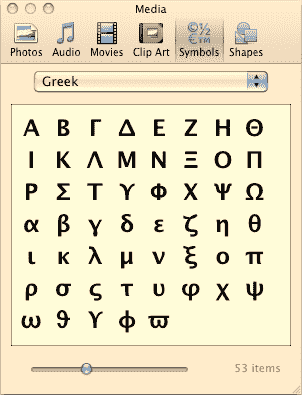 Media
Photos Audio Movies Clip Art Symbols Shapes
Greek
Α Β Γ Δ Ε Ζ Η Θ
Ι Κ Λ Μ Ν Ξ Ο Π
Ρ Σ Τ Υ Φ Χ Ψ Ω
α β γ δ ε ζ η θ
ι κ λ μ ν ξ ο π
ρ σ ς τ υ φ χ ψ
ω ϑ ϒ ϕ ϖ
53 items